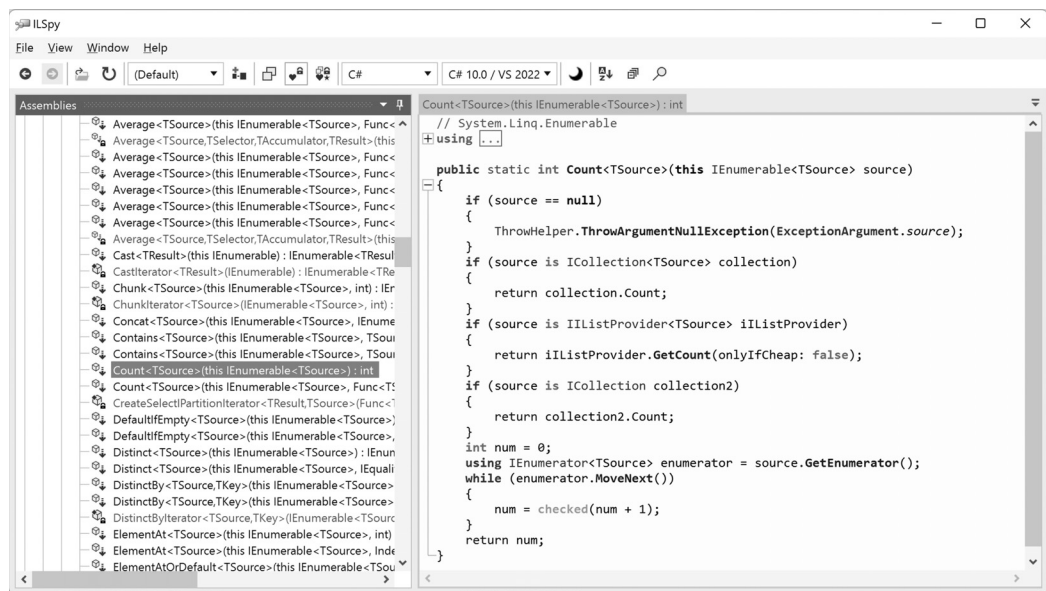 ILSpy
File View Window Help
(Default) C# C# 10.0 / VS 2022
Assemblies
Average<TSource>(this IEnumerable<TSource>, Func<
Average<TSource,TSelector,TAccumulator,TResult>(this
Average<TSource>(this IEnumerable<TSource>, Func<
Average<TSource>(this IEnumerable<TSource>, Func<
Average<TSource>(this IEnumerable<TSource>, Func<
Average<TSource>(this IEnumerable<TSource>, Func<
Average<TSource>(this IEnumerable<TSource>, Func<
Average<TSource,TSelector,TAccumulator,TResult>(this
Cast<TResult>(this IEnumerable) : IEnumerable<TResul
CastIterator<TResult>(IEnumerable) : IEnumerable<TRe
Chunk<TSource>(this IEnumerable<TSource>, int) : IEn
ChunkIterator<TSource>(IEnumerable<TSource>, int) :
Concat<TSource>(this IEnumerable<TSource>, IEnume
Contains<TSource>(this IEnumerable<TSource>, TSour
Contains<TSource>(this IEnumerable<TSource>, TSour
Count<TSource>(this IEnumerable<TSource>) : int
Count<TSource>(this IEnumerable<TSource>, Func<TS
CreateSelectIPartitionIterator<TResult,TSource>(Func<T
DefaultIfEmpty<TSource>(this IEnumerable<TSource>)
DefaultIfEmpty<TSource>(this IEnumerable<TSource>,
Distinct<TSource>(this IEnumerable<TSource>) : IEnum
Distinct<TSource>(this IEnumerable<TSource>, IEquali
DistinctBy<TSource,TKey>(this IEnumerable<TSource>
DistinctBy<TSource,TKey>(this IEnumerable<TSource>
DistinctByIterator<TSource,TKey>(IEnumerable<TSourc
ElementAt<TSource>(this IEnumerable<TSource>, int)
ElementAt<TSource>(this IEnumerable<TSource>, Inde
ElementAtOrDefault<TSource>(this IEnumerable<TSou
Count<TSource>(this IEnumerable<TSource>) : int
// System.Linq.Enumerable
using ...
public static int Count<TSource>(this IEnumerable<TSource> source)
{
if (source == null)
{
ThrowHelper.ThrowArgumentNullException(ExceptionArgument.source);
}
if (source is ICollection<TSource> collection)
{
return collection.Count;
}
if (source is IIListProvider<TSource> iIListProvider)
{
return iIListProvider.GetCount(onlyIfCheap: false);
}
if (source is ICollection collection2)
{
return collection2.Count;
}
int num = 0;
using IEnumerator<TSource> enumerator = source.GetEnumerator();
while (enumerator.MoveNext())
{
num = checked(num + 1);
}
return num;
}